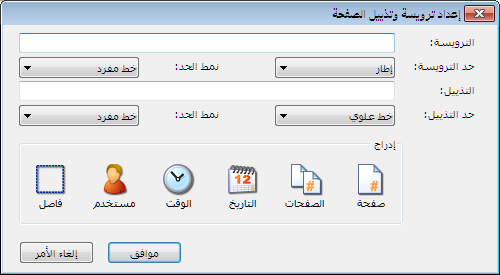 إعداد ترويسة وتذييل الصفحة
الترويسة:
حد الترويسة: إطار نمط الحد: خط مفرد
التذييل:
حد التذييل: خط علوي نمط الحد: خط مفرد
إدراج
صفحة الصفحات التاريخ الوقت مستخدم فاصل
موافق إلغاء الأمر